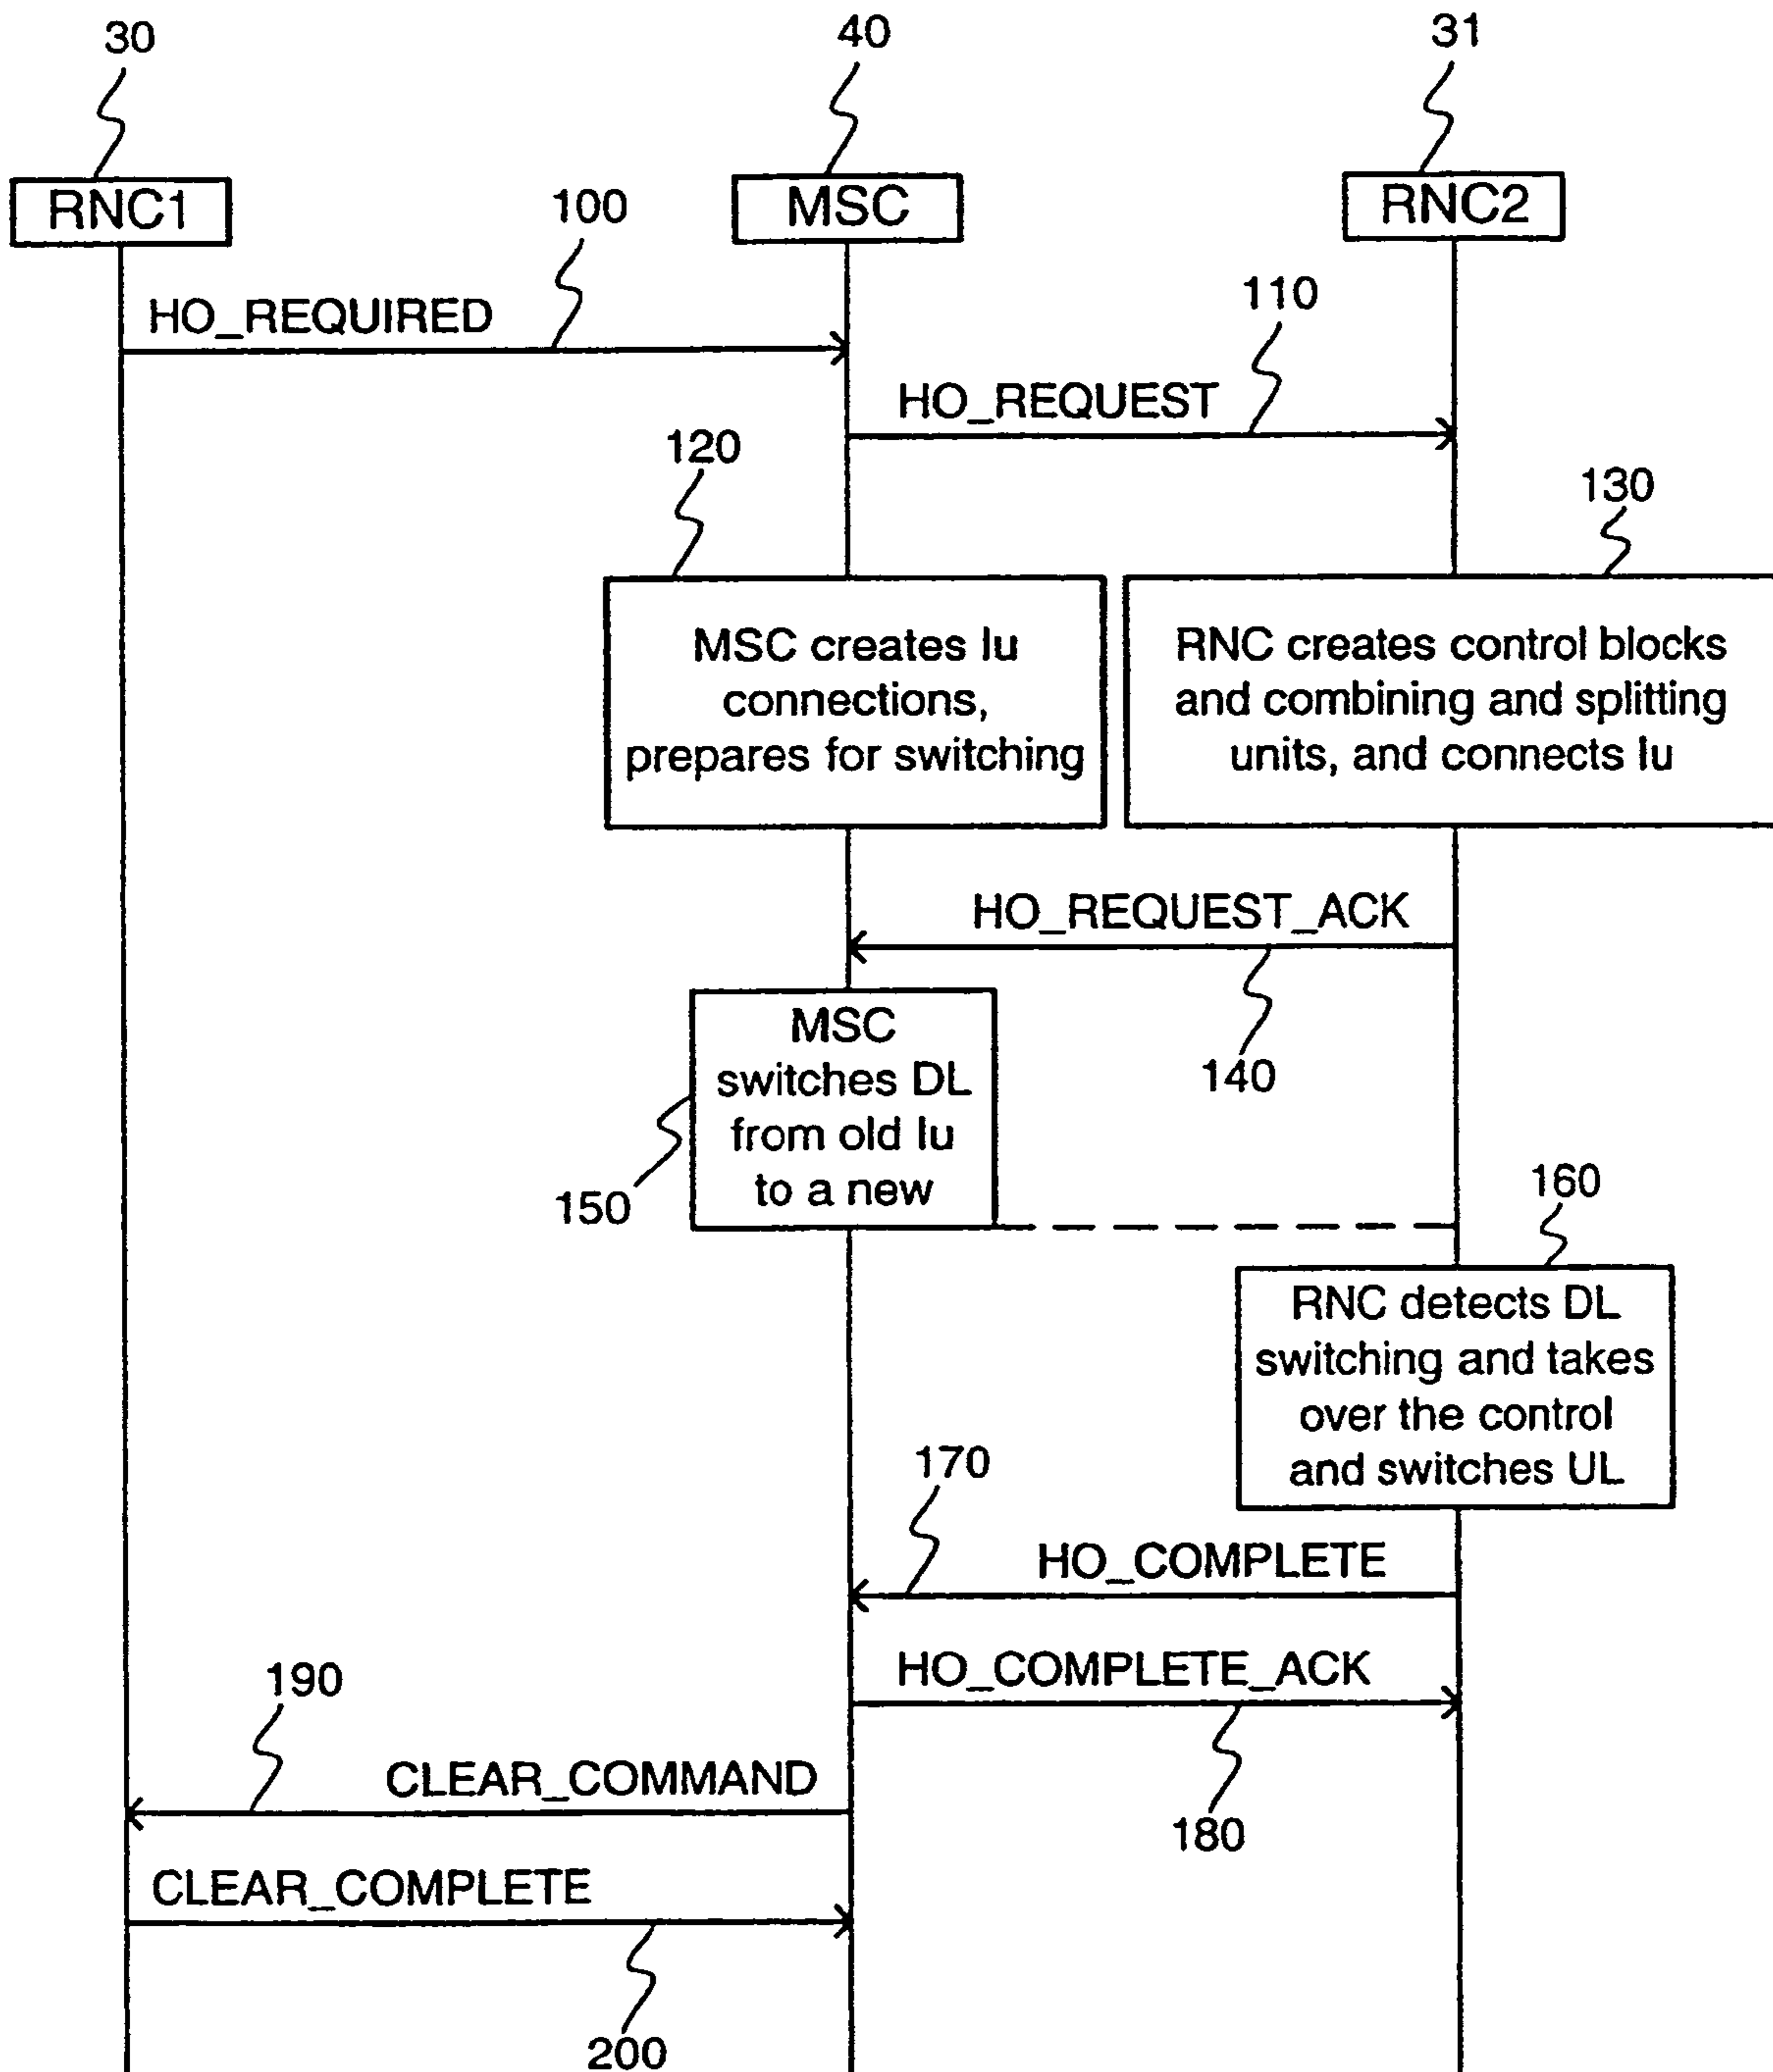 30
40
31
RNC1
MSC
RNC2
100
HO_REQUIRED
110
HO_REQUEST
120
130
MSC creates Iu
connections,
prepares for switching
RNC creates control blocks
and combining and splitting
units, and connects Iu
HO_REQUEST_ACK
140
MSC
switches DL
from old Iu
to a new
150
160
RNC detects DL
switching and takes
over the control
and switches UL
170
HO_COMPLETE
HO_COMPLETE_ACK
180
190
CLEAR_COMMAND
CLEAR_COMPLETE
200